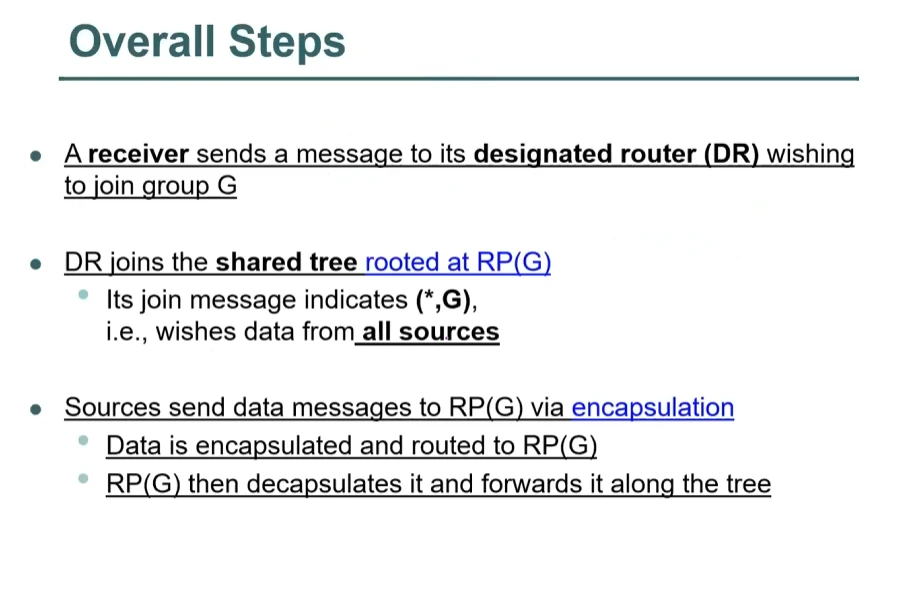 Overall Steps
A receiver sends a message to its designated router (DR) wishing
to join group G
DR joins the shared tree rooted at RP(G)
Its join message indicates (*,G),
i.e., wishes data from all sources
Sources send data messages to RP(G) via encapsulation
Data is encapsulated and routed to RP(G)
RP(G) then decapsulates it and forwards it along the tree